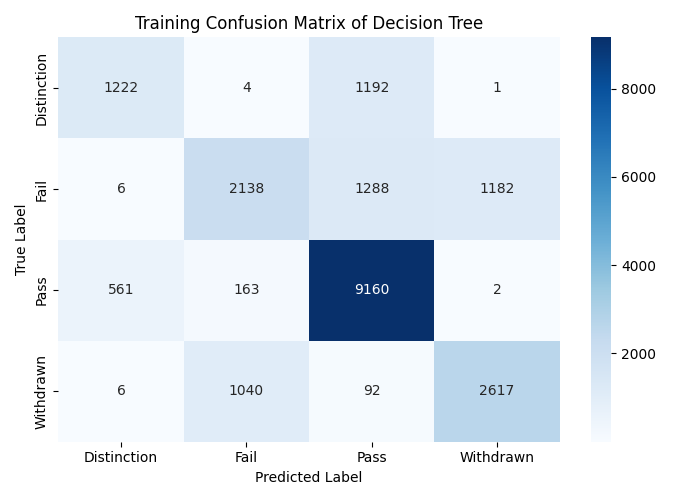 Training Confusion Matrix of Decision Tree
True Label
Distinction
1222 4 1192 1
Fail
6 2138 1288 1182
Pass
561 163 9160 2
Withdrawn
6 1040 92 2617
Distinction Fail Pass Withdrawn
Predicted Label
8000
6000
4000
2000